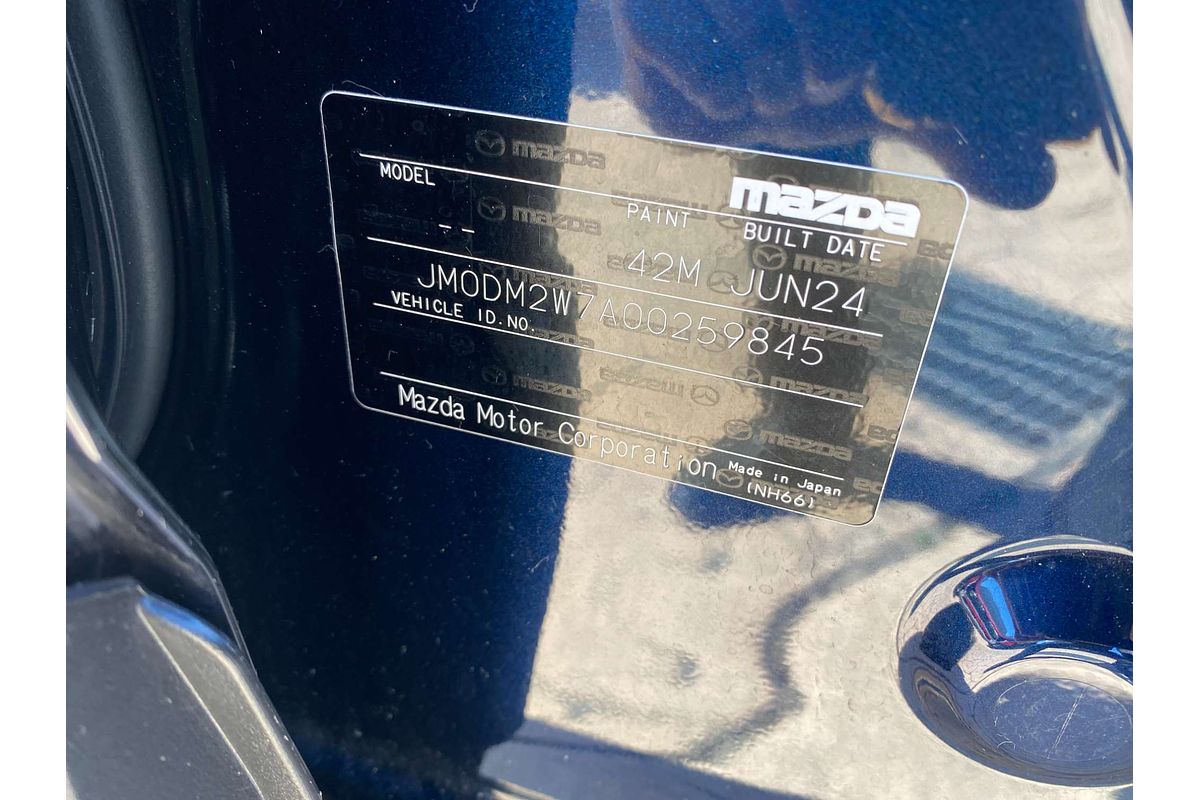 mazda
MODEL PAINT BUILT DATE
-- 42M JUN24
JM0DM2W7A00259845
VEHICLE ID.NO.
Mazda Motor Corporation Made in Japan
(NH66)